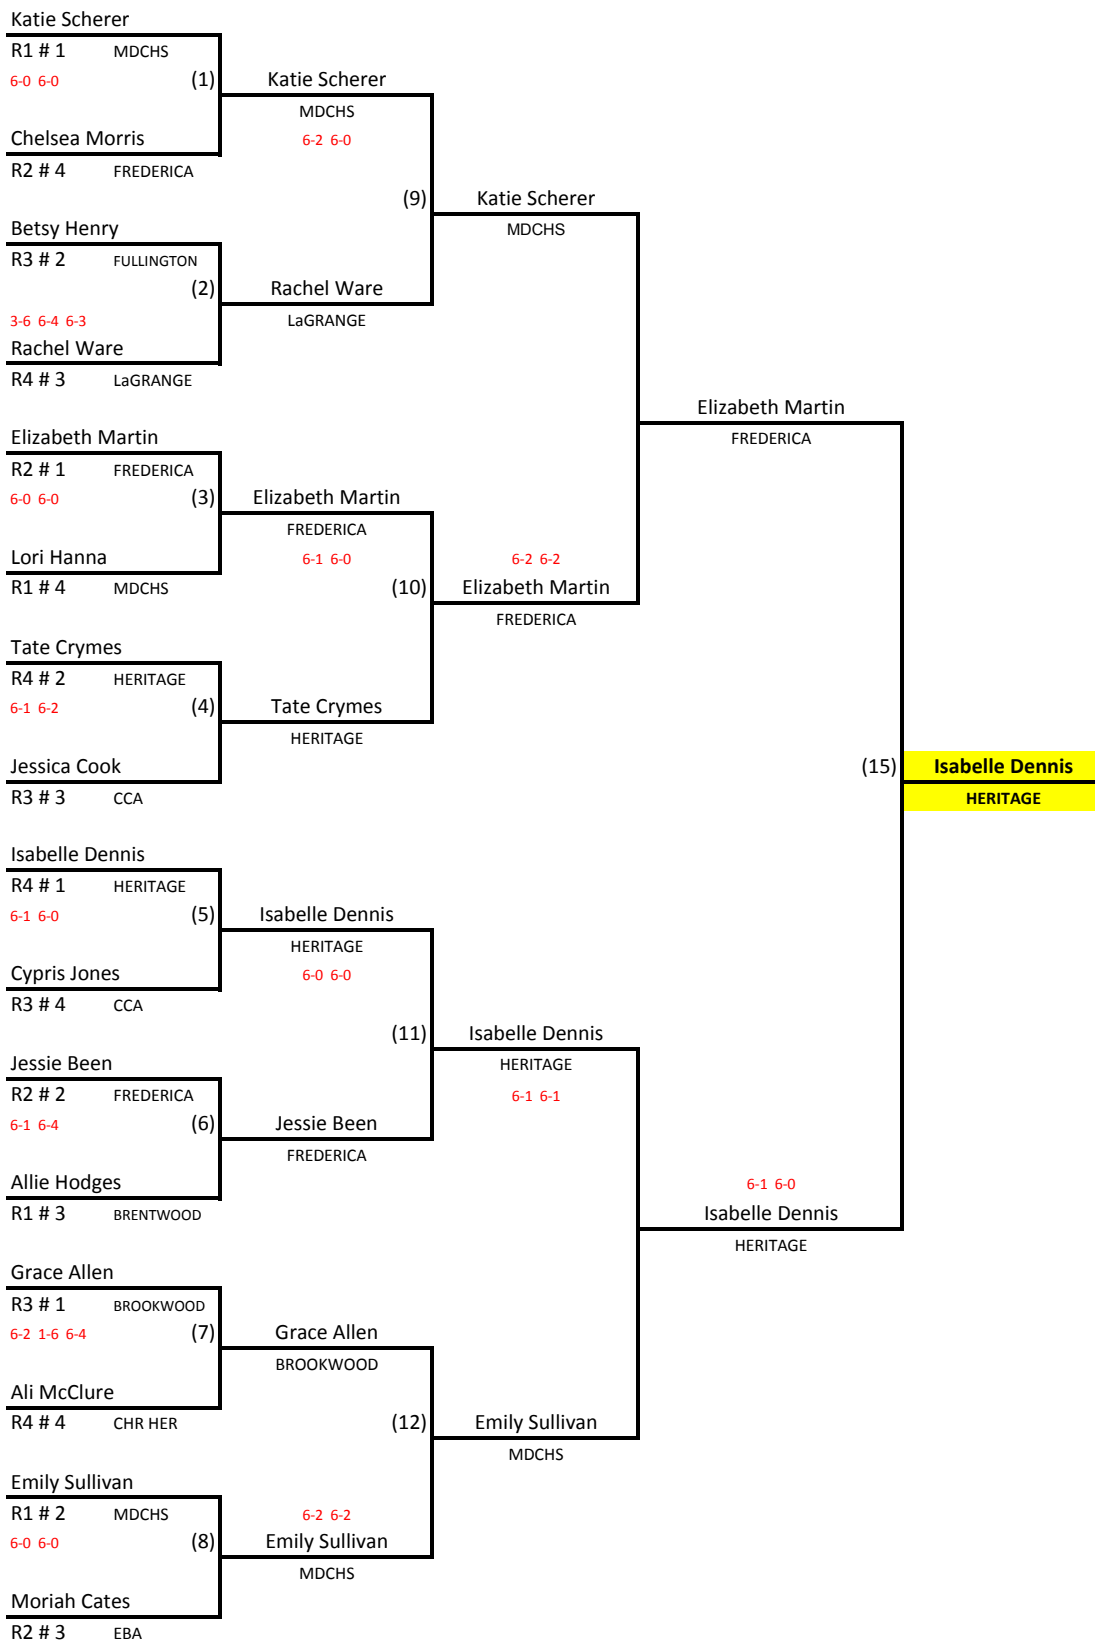 Katie Scherer
R1 # 1 MDCHS
6-0 6-0 (1) Katie Scherer
MDCHS
Chelsea Morris 6-2 6-0
R2 # 4 FREDERICA
(9) Katie Scherer
Betsy Henry MDCHS
R3 # 2 FULLINGTON
(2) Rachel Ware
3-6 6-4 6-3 LaGRANGE
Rachel Ware
R4 # 3 LaGRANGE
Elizabeth Martin
Elizabeth Martin FREDERICA
R2 # 1 FREDERICA
6-0 6-0 (3) Elizabeth Martin
FREDERICA
Lori Hanna 6-1 6-0 6-2 6-2
R1 # 4 MDCHS (10) Elizabeth Martin
FREDERICA
Tate Crymes
R4 # 2 HERITAGE
6-1 6-2 (4) Tate Crymes
HERITAGE
Jessica Cook (15) Isabelle Dennis
R3 # 3 CCA HERITAGE
Isabelle Dennis
R4 # 1 HERITAGE
6-1 6-0 (5) Isabelle Dennis
HERITAGE
Cypris Jones 6-0 6-0
R3 # 4 CCA
(11) Isabelle Dennis
Jessie Been HERITAGE
R2 # 2 FREDERICA 6-1 6-1
6-1 6-4 (6) Jessie Been
FREDERICA
Allie Hodges 6-1 6-0
R1 # 3 BRENTWOOD Isabelle Dennis
HERITAGE
Grace Allen
R3 # 1 BROOKWOOD
6-2 1-6 6-4 (7) Grace Allen
BROOKWOOD
Ali McClure
R4 # 4 CHR HER (12) Emily Sullivan
MDCHS
Emily Sullivan
R1 # 2 MDCHS 6-2 6-2
6-0 6-0 (8) Emily Sullivan
MDCHS
Moriah Cates
R2 # 3 EBA